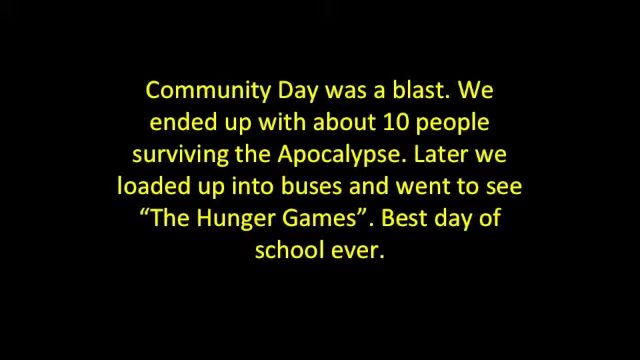 Community Day was a blast. We
ended up with about 10 people
surviving the Apocalypse. Later we
loaded up into buses and went to see
“The Hunger Games”. Best day of
school ever.